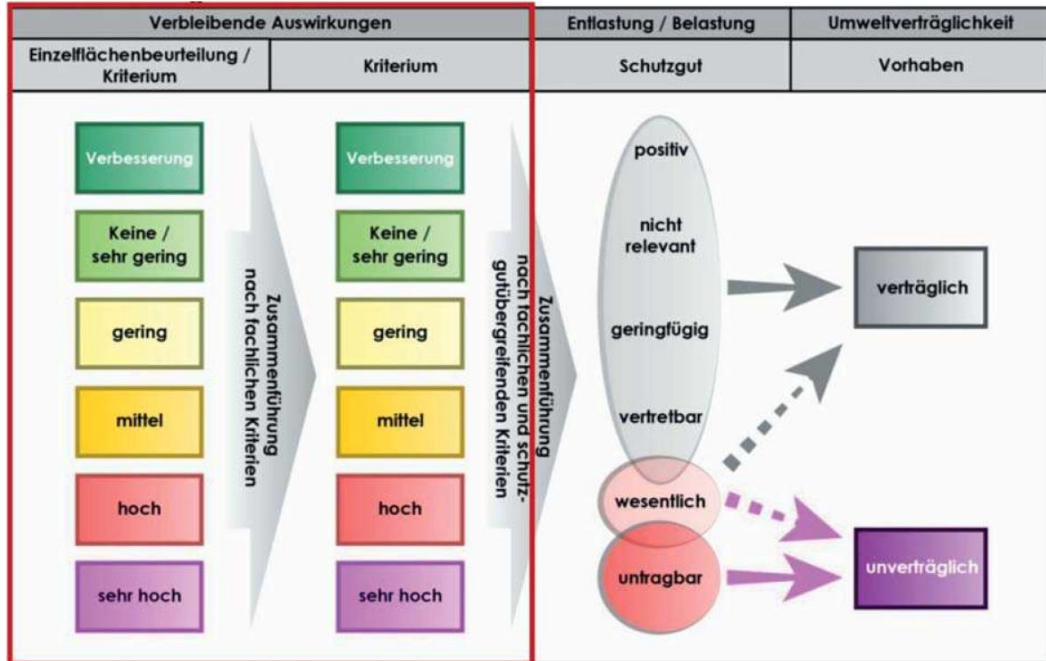 Verbleibende Auswirkungen
Entlastung / Belastung
Umweltverträglichkeit
Einzelflächenbeurteilung /
Kriterium
Kriterium
Schutzgut
Vorhaben
Verbesserung
Keine /
sehr gering
gering
mittel
hoch
sehr hoch
Zusammenführung
nach fachlichen Kriterien
Verbesserung
Keine /
sehr gering
gering
mittel
hoch
sehr hoch
Zusammenführung
nach fachlichen und schutz-
gutübergreifenden Kriterien
positiv
nicht
relevant
geringfügig
vertretbar
wesentlich
untragbar
verträglich
unverträglich